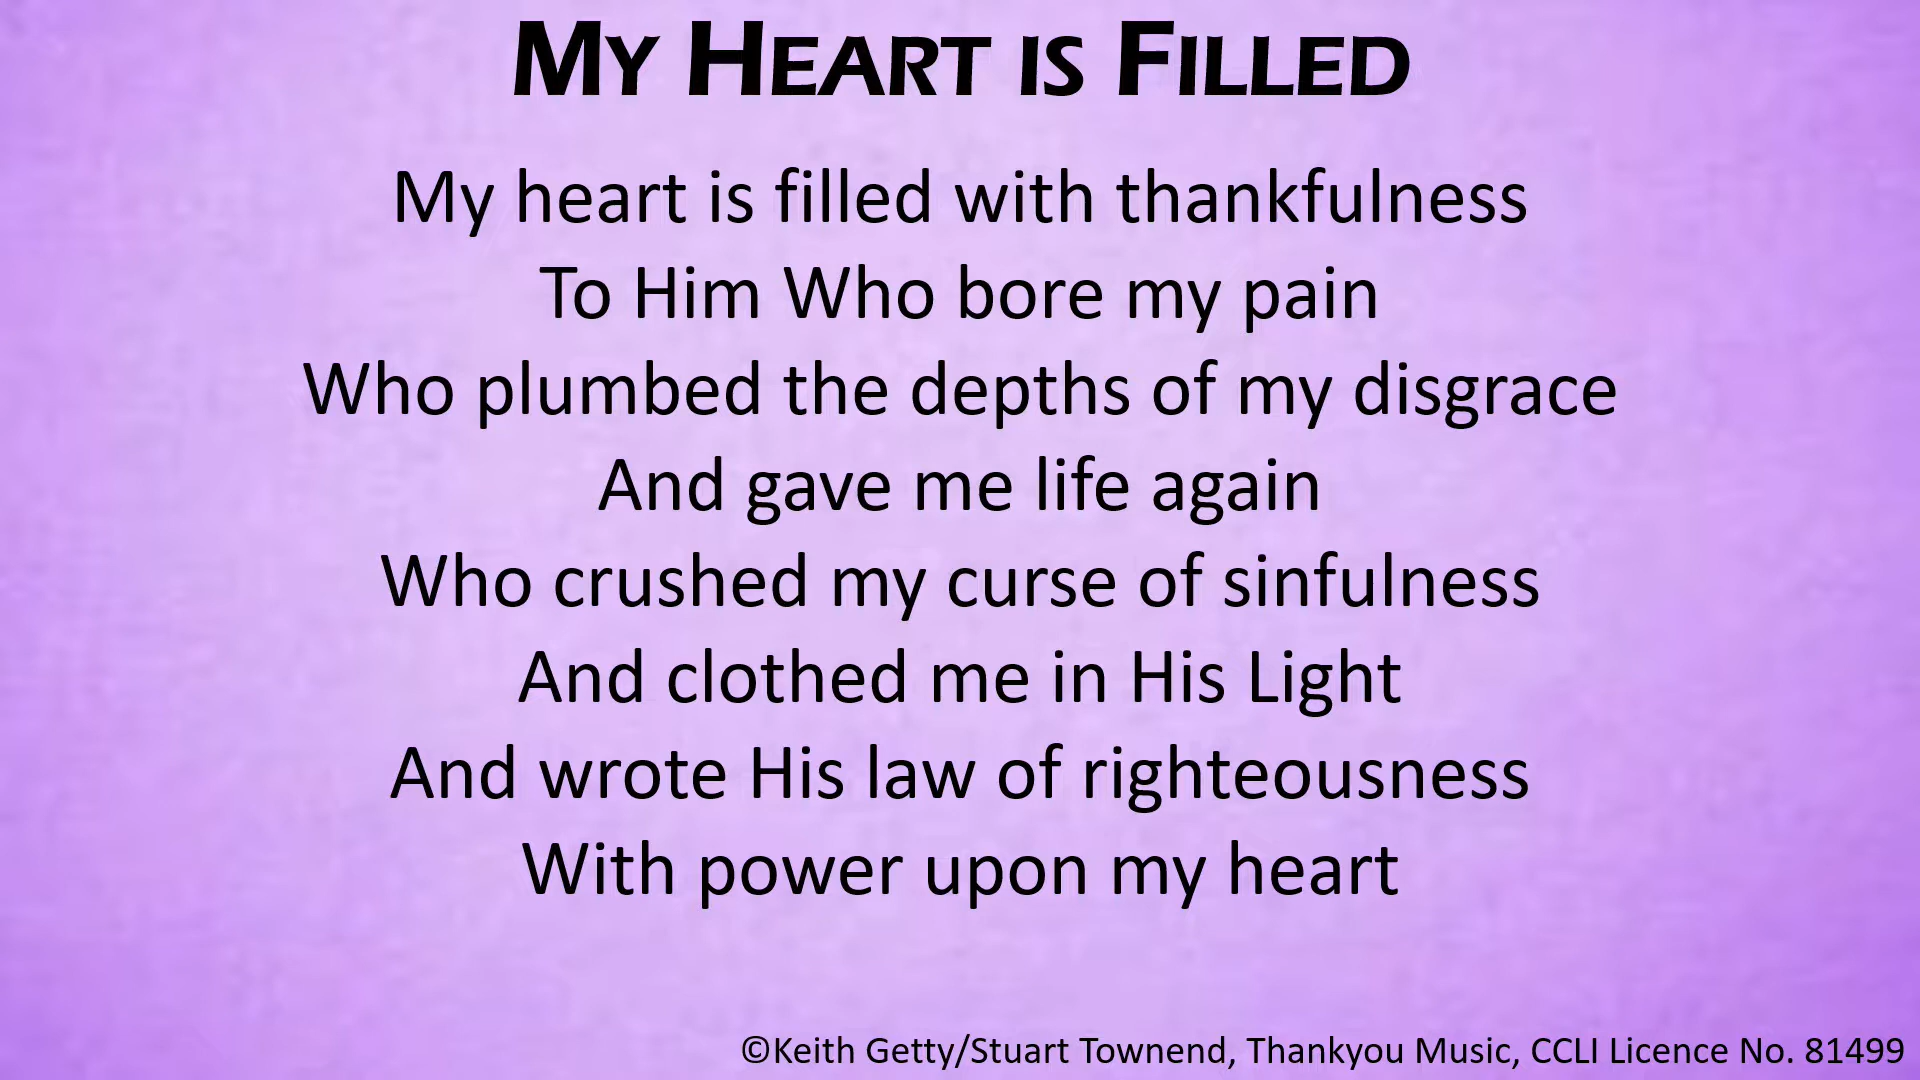 My Heart is Filled
My heart is filled with thankfulness
To Him Who bore my pain
Who plumbed the depths of my disgrace
And gave me life again
Who crushed my curse of sinfulness
And clothed me in His Light
And wrote His law of righteousness
With power upon my heart
©Keith Getty/Stuart Townend, Thankyou Music, CCLI Licence No. 81499